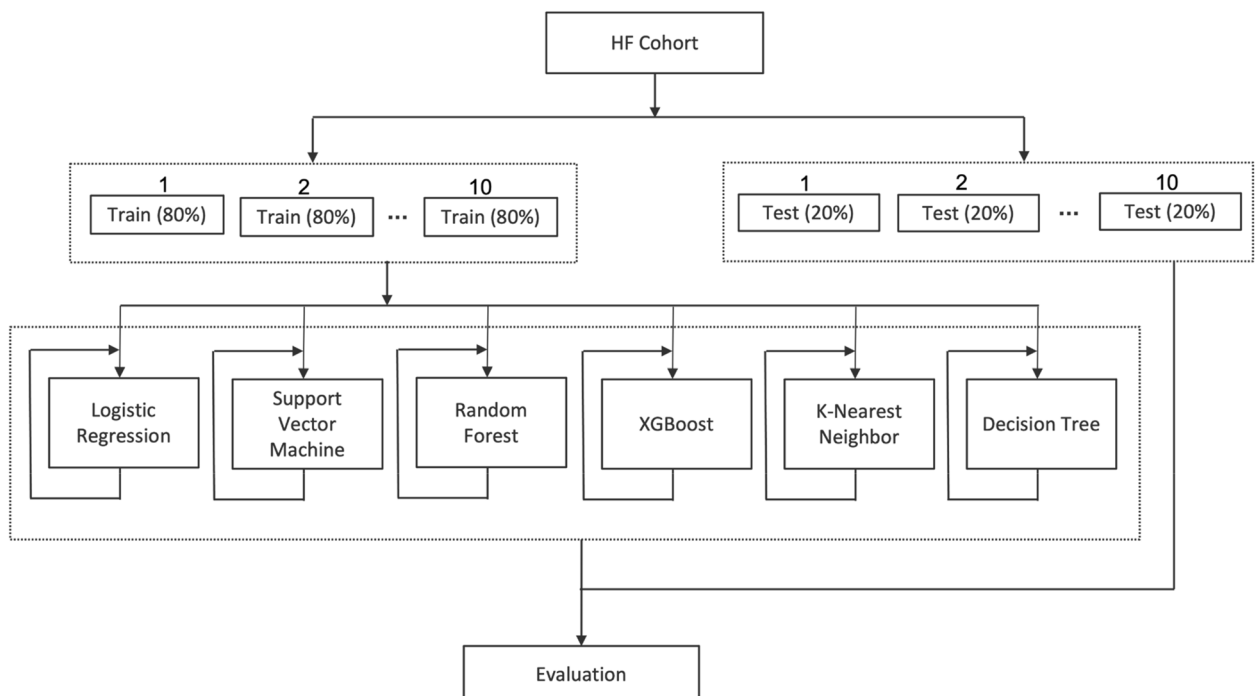 HF Cohort
1
2
10
Train (80%)
Train (80%)
...
Train (80%)
1
2
10
Test (20%)
Test (20%)
...
Test (20%)
Logistic
Regression
Support
Vector
Machine
Random
Forest
XGBoost
K-Nearest
Neighbor
Decision Tree
Evaluation